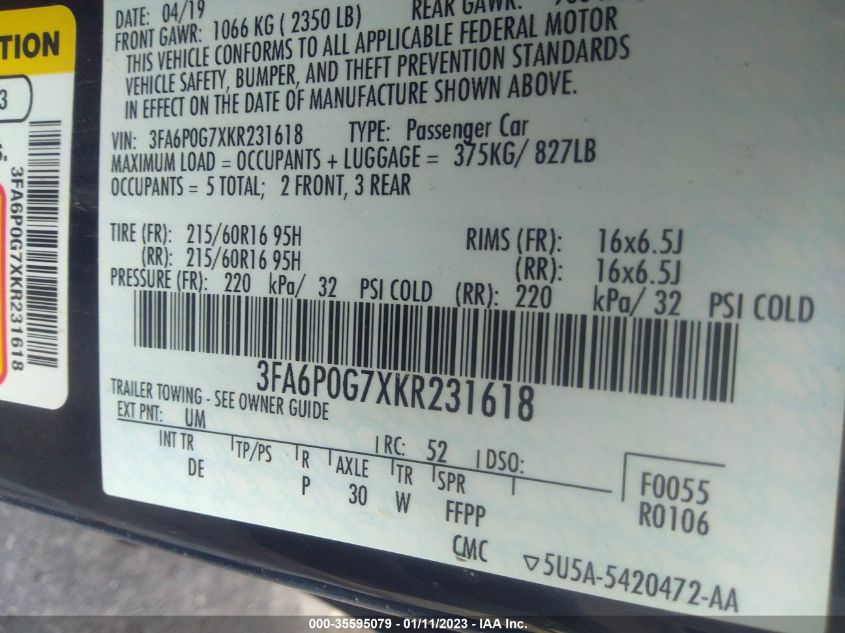 TION
3
S.
3FA6P0G7XKR231618
DATE: 04/19
FRONT GAWR: 1066 KG ( 2350 LB) REAR GAWR:
THIS VEHICLE CONFORMS TO ALL APPLICABLE FEDERAL MOTOR
VEHICLE SAFETY, BUMPER, AND THEFT PREVENTION STANDARDS
IN EFFECT ON THE DATE OF MANUFACTURE SHOWN ABOVE.
VIN: 3FA6P0G7XKR231618 TYPE: Passenger Car
MAXIMUM LOAD = OCCUPANTS + LUGGAGE = 375KG/ 827LB
OCCUPANTS = 5 TOTAL; 2 FRONT, 3 REAR
TIRE (FR): 215/60R16 95H RIMS (FR): 16x6.5J
(RR): 215/60R16 95H (RR): 16x6.5J
PRESSURE (FR): 220 kPa/ 32 PSI COLD (RR): 220 kPa/ 32 PSI COLD
3FA6P0G7XKR231618
TRAILER TOWING - SEE OWNER GUIDE
EXT PNT: UM RC: 52 DSO:
INT TR TP/PS R AXLE TR SPR
DE P 30 W FFPP
CMC
F0055
R0106
▽5U5A-5420472-AA
000-35595079 - 01/11/2023 - IAA Inc.